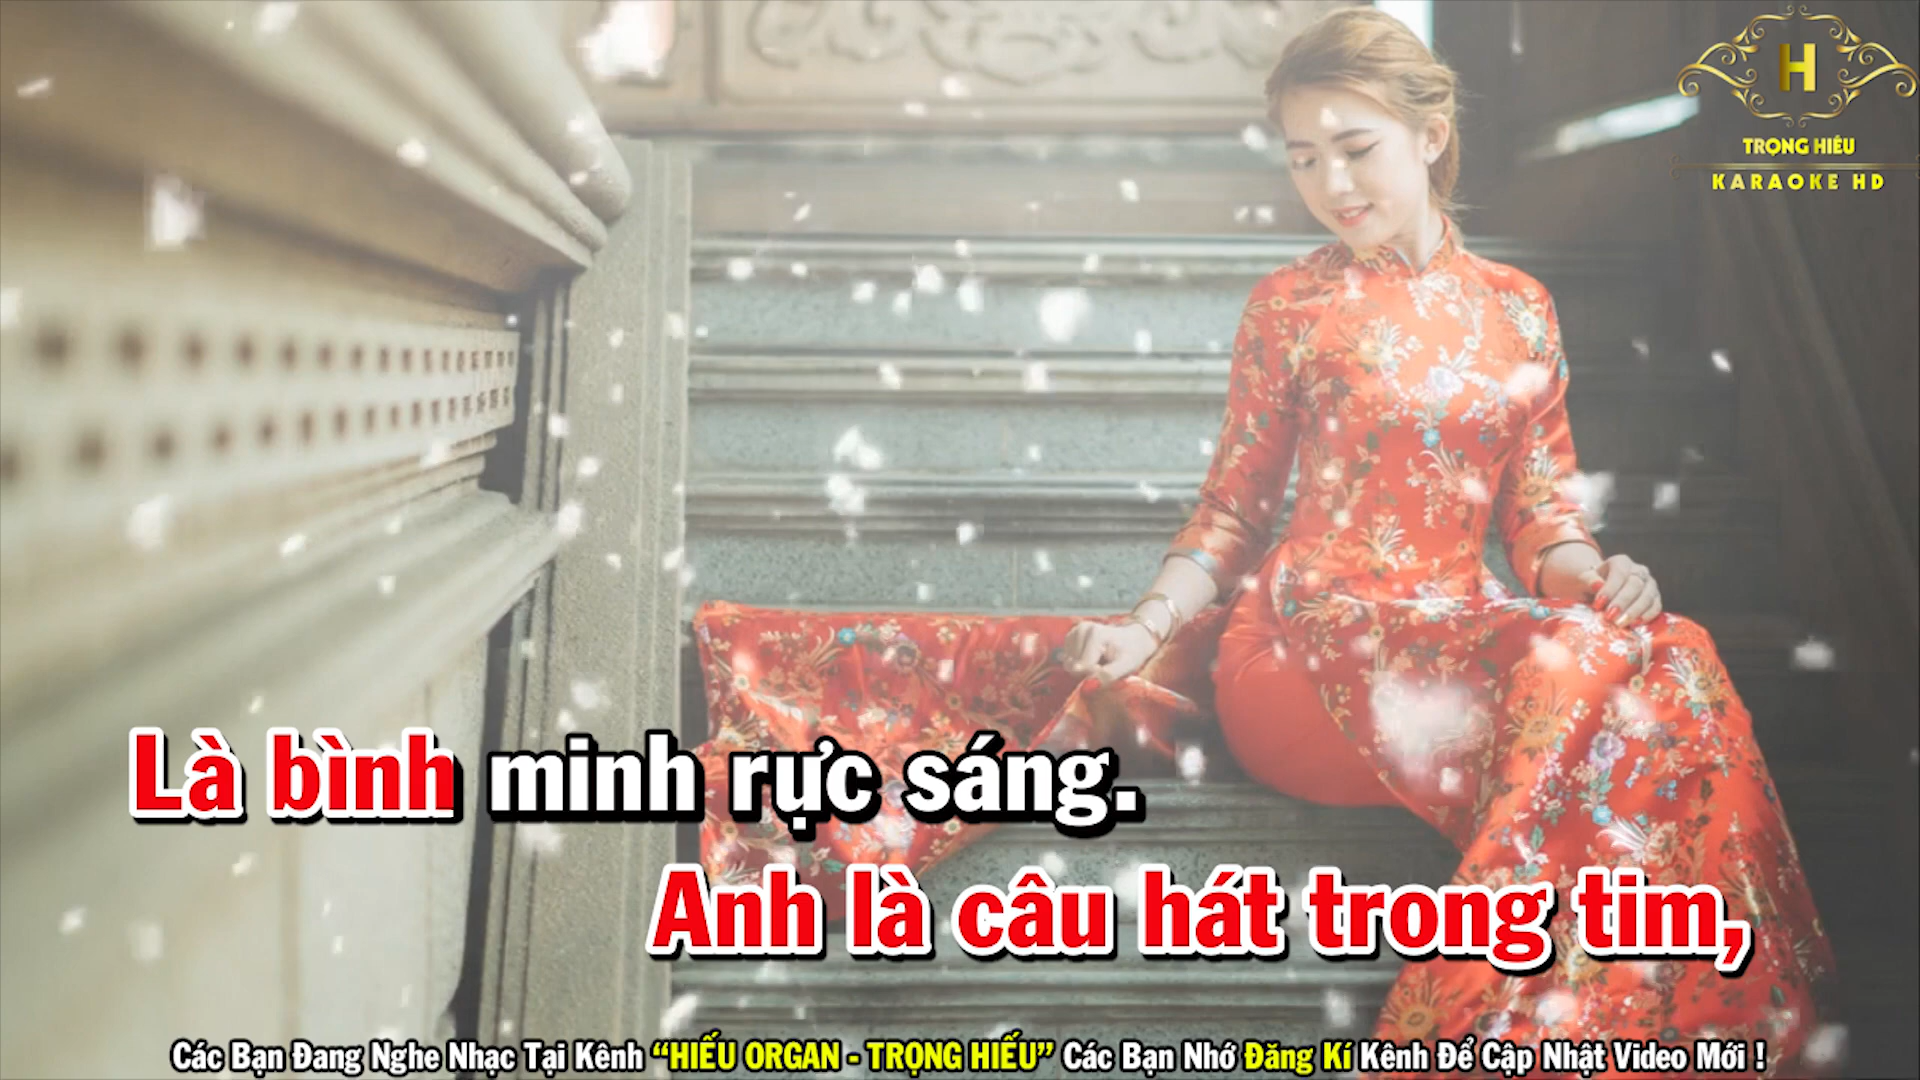 H
TRỌNG HIẾU
KARAOKE HD
Là bình minh rực sáng.
Anh là câu hát trong tim,
Các Bạn Đang Nghe Nhạc Tại Kênh “HIẾU ORGAN - TRỌNG HIẾU” Các Bạn Nhớ Đăng Kí Kênh Để Cập Nhật Video Mới !